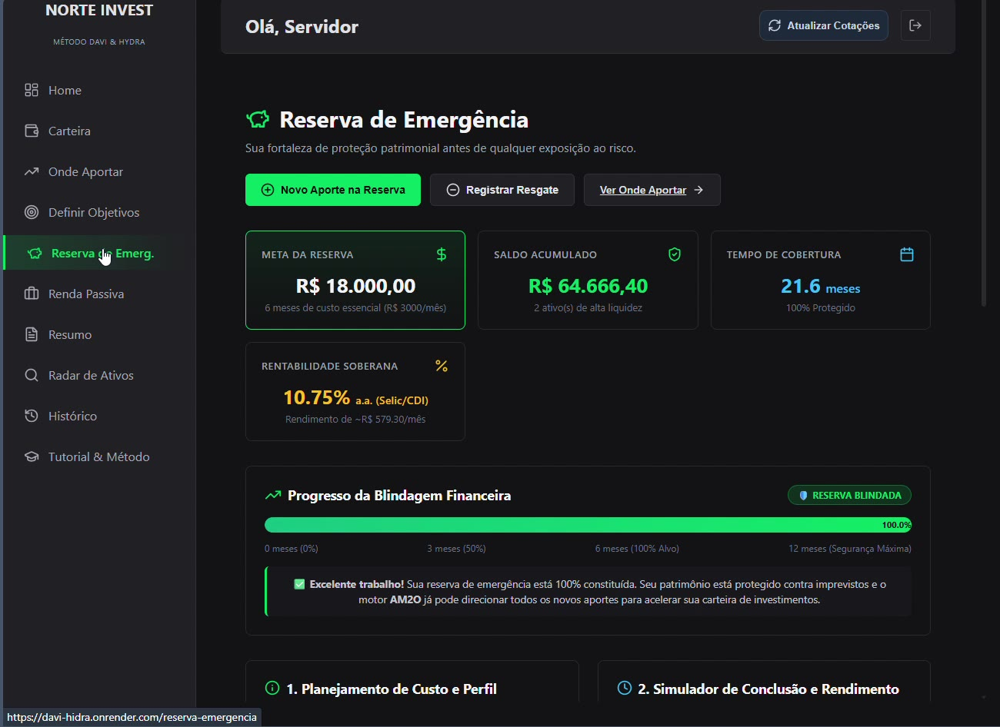 NORTE INVEST
MÉTODO DAVI & HYDRA
Home
Carteira
Onde Aportar
Definir Objetivos
Reserva de Emerg.
Renda Passiva
Resumo
Radar de Ativos
Histórico
Tutorial & Método
Olá, Servidor
Atualizar Cotações
Reserva de Emergência
Sua fortaleza de proteção patrimonial antes de qualquer exposição ao risco.
Novo Aporte na Reserva
Registrar Resgate
Ver Onde Aportar →
META DA RESERVA
R$ 18.000,00
6 meses de custo essencial (R$ 3000/mês)
SALDO ACUMULADO
R$ 64.666,40
2 ativo(s) de alta liquidez
TEMPO DE COBERTURA
21.6 meses
100% Protegido
RENTABILIDADE SOBERANA
10.75% a.a. (Selic/CDI)
Rendimento de ~R$ 579.30/mês
Progresso da Blindagem Financeira
RESERVA BLINDADA
100.0%
0 meses (0%)
3 meses (50%)
6 meses (100% Alvo)
12 meses (Segurança Máxima)
✅ Excelente trabalho! Sua reserva de emergência está 100% constituída. Seu patrimônio está protegido contra imprevistos e o
motor AM2O já pode direcionar todos os novos aportes para acelerar sua carteira de investimentos.
1. Planejamento de Custo e Perfil
2. Simulador de Conclusão e Rendimento
https://davi-hidra.onrender.com/reserva-emergencia